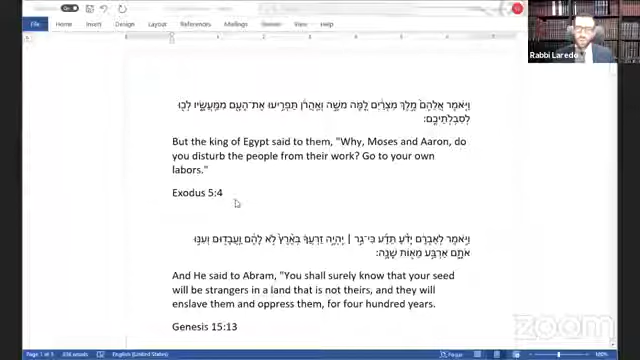 File
Home
Insert
Draw
Design
Layout
References
Mailings
Review
View
Help
Rabbi Laredo
וַיֹּאמֶר אֲלֵהֶם מֶלֶךְ מִצְרַיִם לָמָּה מֹשֶׁה וְאַהֲרֹן תַּפְרִיעוּ אֶת־הָעָם מִמַּעֲשָׂיו לְכוּ
לְסִבְלֹתֵיכֶם:
But the king of Egypt said to them, "Why, Moses and Aaron, do
you disturb the people from their work? Go to your own
labors."
Exodus 5:4
וַיֹּאמֶר לְאַבְרָם יָדֹעַ תֵּדַע כִּי־גֵר | יִהְיֶה זַרְעֲךָ בְּאֶרֶץ לֹא לָהֶם וַעֲבָדוּם וְעִנּוּ
אֹתָם אַרְבַּע מֵאוֹת שָׁנָה:
And He said to Abram, "You shall surely know that your seed
will be strangers in a land that is not theirs, and they will
enslave them and oppress them, for four hundred years.
Genesis 15:13
zoom
English (United States)
Focus